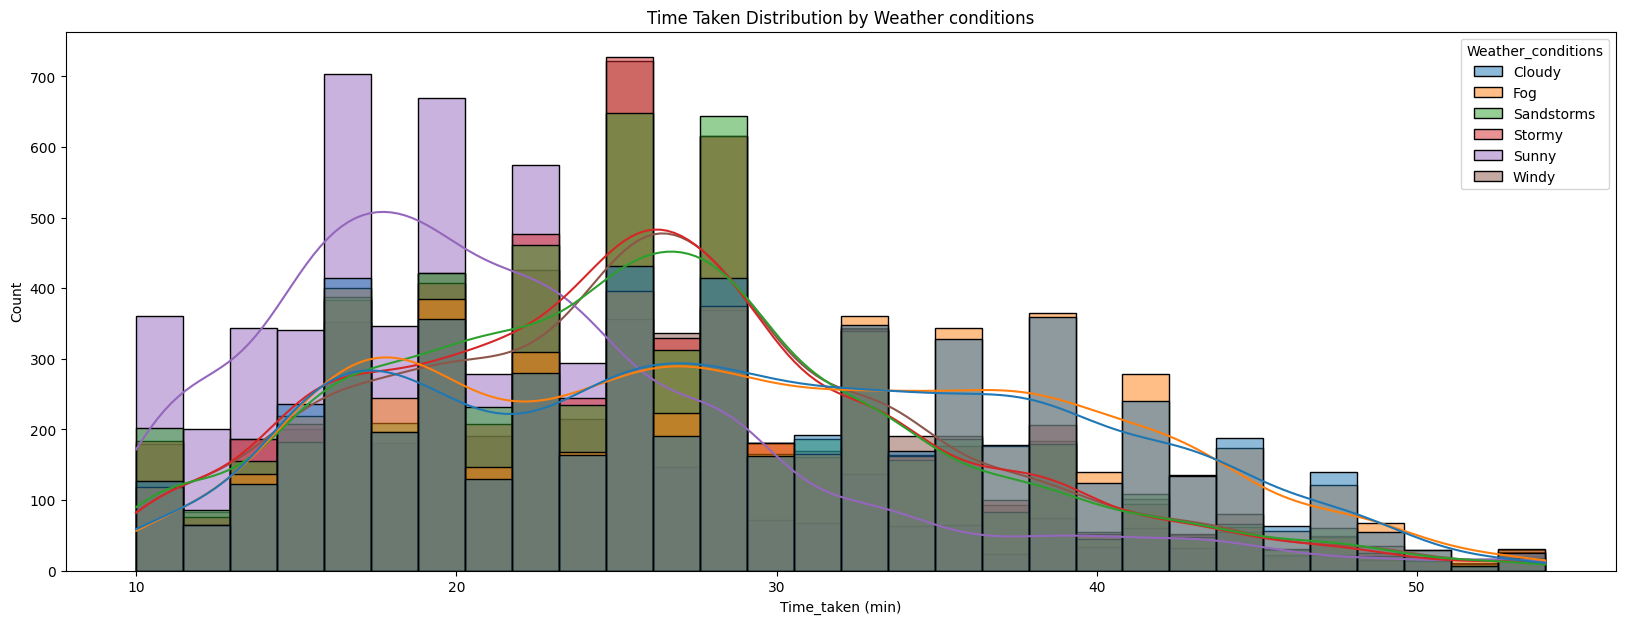 Time Taken Distribution by Weather conditions
Weather_conditions
Cloudy
Fog
Sandstorms
Stormy
Sunny
Windy
Count
700
600
500
400
300
200
100
0
10 20 30 40 50
Time_taken (min)